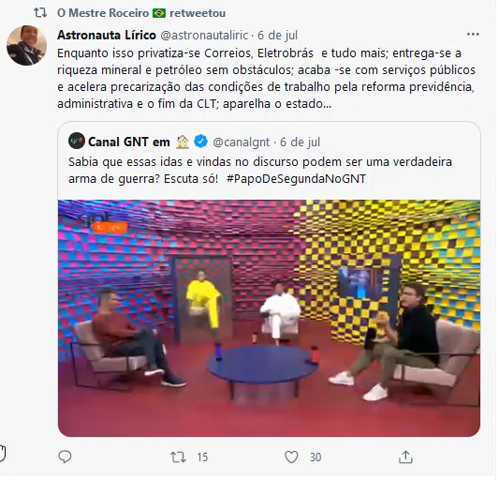 O Mestre Roceiro 🇧🇷 retweetou
Astronauta Lírico @astronautaliric · 6 de jul
Enquanto isso privatiza-se Correios, Eletrobrás e tudo mais; entrega-se a
riqueza mineral e petróleo sem obstáculos; acaba -se com serviços públicos
e acelera precarização das condições de trabalho pela reforma previdência,
administrativa e o fim da CLT; aparelha o estado...
Canal GNT em 🏠 @canalgnt · 6 de jul
Sabia que essas idas e vindas no discurso podem ser uma verdadeira
arma de guerra? Escuta só! #PapoDeSegundaNoGNT
15
30